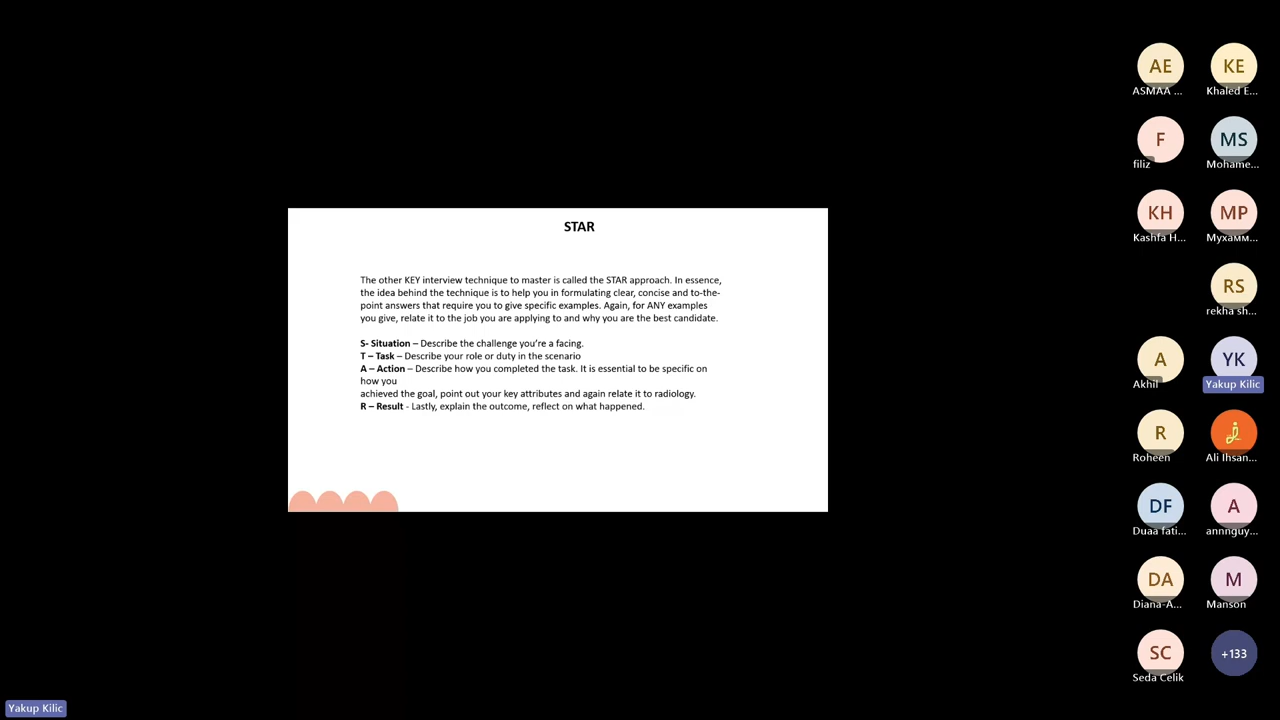 STAR
The other KEY interview technique to master is called the STAR approach. In essence,
the idea behind the technique is to help you in formulating clear, concise and to-the-
point answers that require you to give specific examples. Again, for ANY examples
you give, relate it to the job you are applying to and why you are the best candidate.
S- Situation – Describe the challenge you're a facing.
T – Task – Describe your role or duty in the scenario
A – Action – Describe how you completed the task. It is essential to be specific on
how you
achieved the goal, point out your key attributes and again relate it to radiology.
R – Result - Lastly, explain the outcome, reflect on what happened.
AE
ASMAA ...
KE
Khaled E...
F
filiz
MS
Mohame...
KH
Kashfa H...
MP
Мухамм...
RS
rekha sh...
A
Akhil
YK
Yakup Kilic
R
Roheen
Ali Ihsan...
DF
Duaa fati...
A
annnguy...
DA
Diana-A...
M
Manson
SC
Seda Celik
+133
Yakup Kilic